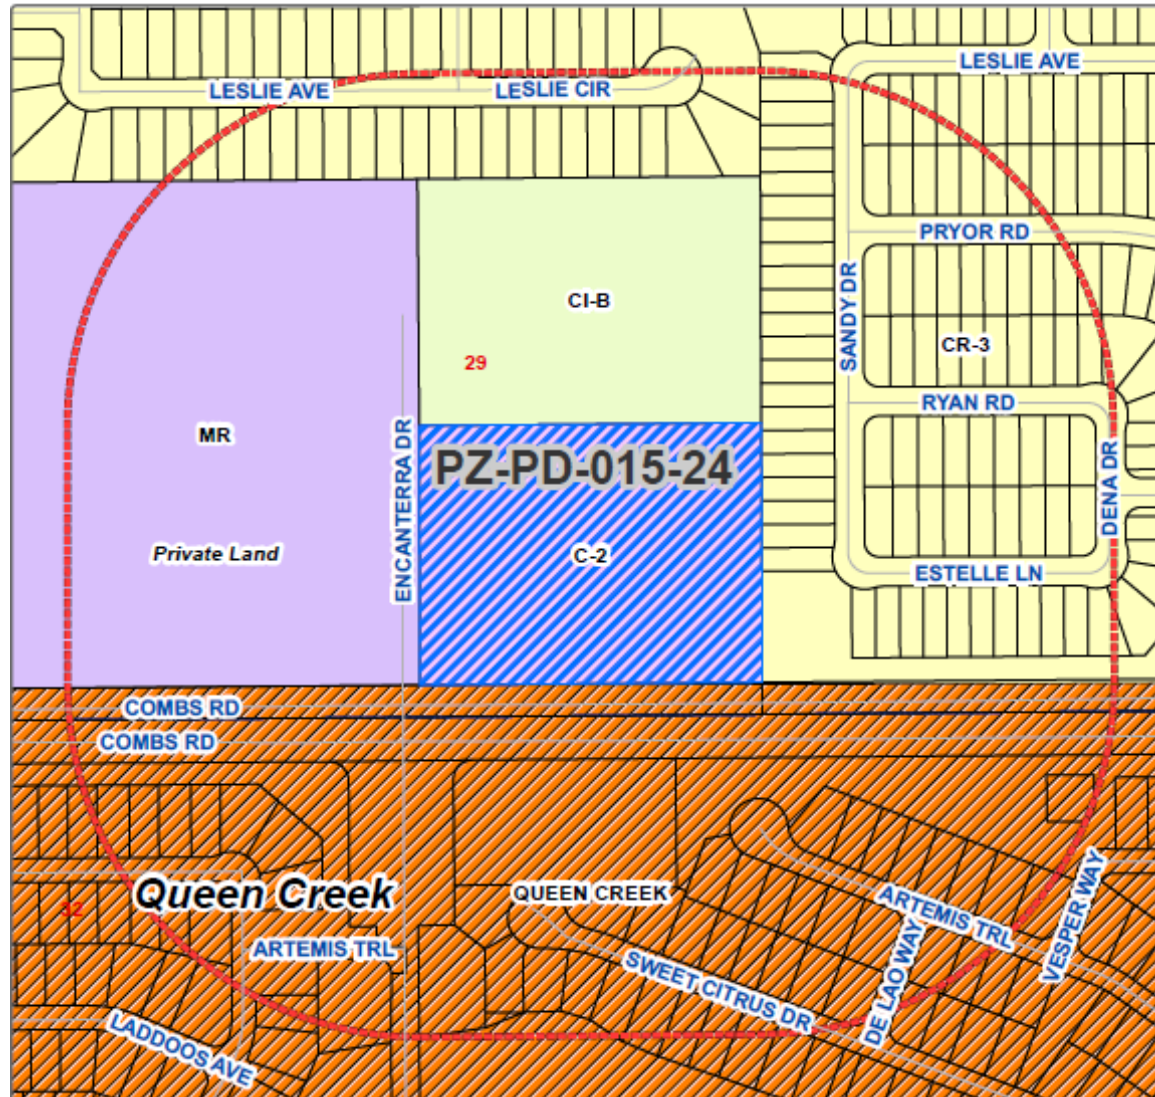 LESLIE AVE
LESLIE AVE
LESLIE CIR
PRYOR RD
SANDY DR
CI-B
CR-3
29
RYAN RD
MR
ENCANTERRA DR
PZ-PD-015-24
DENA DR
Private Land
C-2
ESTELLE LN
COMBS RD
COMBS RD
Queen Creek
QUEEN CREEK
32
ARTEMIS TRL
ARTEMIS TRL
VESPER WAY
DE LAO WAY
SWEET CITRUS DR
LADDOOS AVE